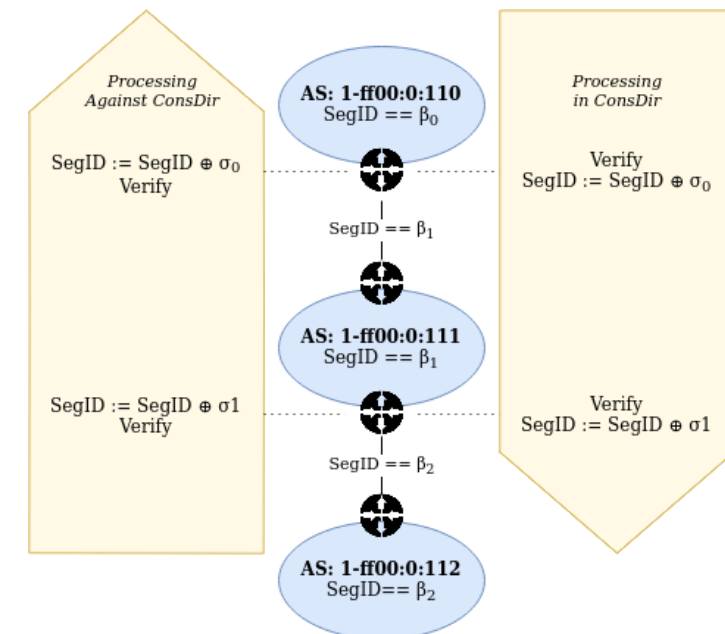 Processing
Against ConsDir
SegID := SegID ⊕ σ₀
Verify
SegID := SegID ⊕ σ1
Verify
AS: 1-ff00:0:110
SegID == β₀
SegID == β₁
AS: 1-ff00:0:111
SegID == β₁
SegID == β₂
AS: 1-ff00:0:112
SegID== β₂
Processing
in ConsDir
Verify
SegID := SegID ⊕ σ₀
Verify
SegID := SegID ⊕ σ1